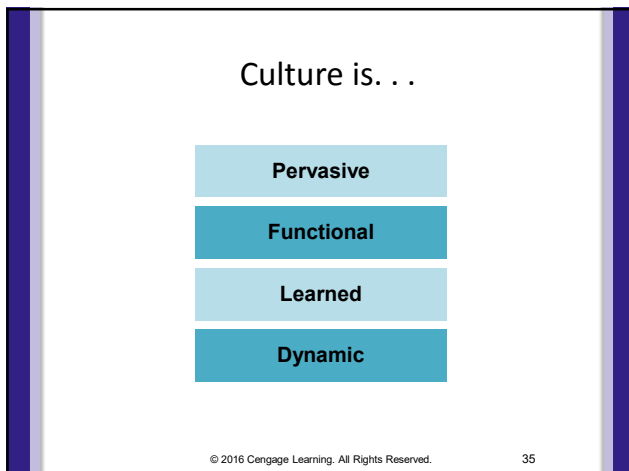 Culture is. . .
Pervasive
Functional
Learned
Dynamic
© 2016 Cengage Learning. All Rights Reserved. 35